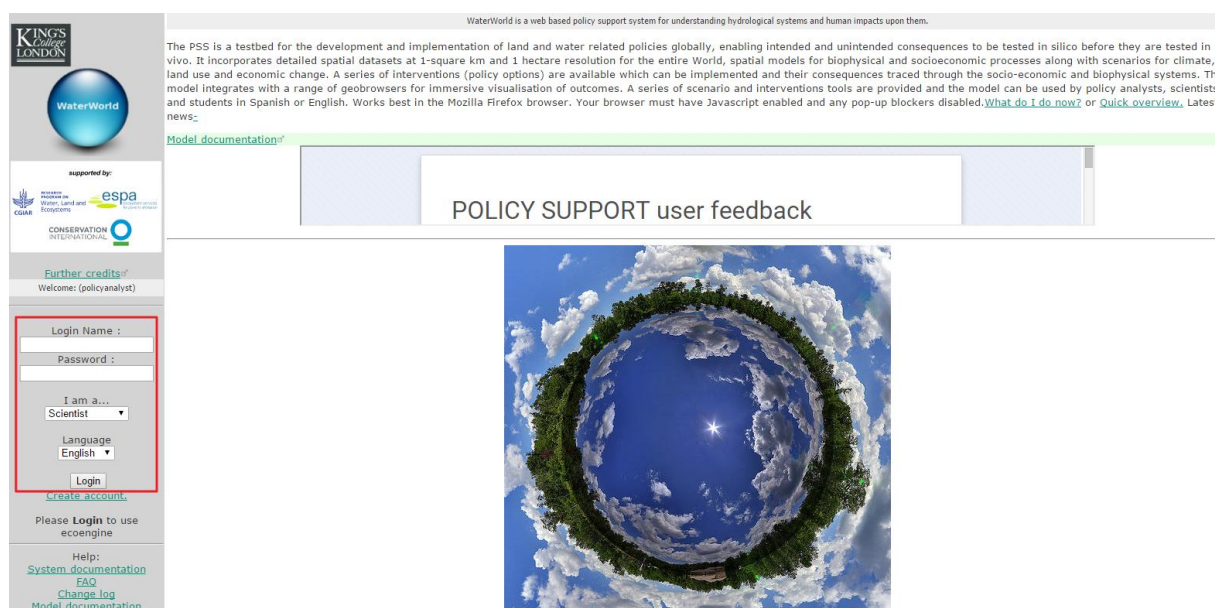 KING'S
College
LONDON
WaterWorld
supported by:
CGIAR
RESEARCH
PROGRAM ON
Water, Land and
Ecosystems
espa
CONSERVATION
INTERNATIONAL
Further credits
Welcome: (policyanalyst)
Login Name :
Password :
I am a...
Scientist
Language
English
Login
Create account.
Please Login to use
ecoengine
Help:
System documentation
FAQ
Change log
Model documentation
WaterWorld is a web based policy support system for understanding hydrological systems and human impacts upon them.
The PSS is a testbed for the development and implementation of land and water related policies globally, enabling intended and unintended consequences to be tested in silico before they are tested in
vivo. It incorporates detailed spatial datasets at 1-square km and 1 hectare resolution for the entire World, spatial models for biophysical and socioeconomic processes along with scenarios for climate,
land use and economic change. A series of interventions (policy options) are available which can be implemented and their consequences traced through the socio-economic and biophysical systems. Th
model integrates with a range of geobrowsers for immersive visualisation of outcomes. A series of scenario and interventions tools are provided and the model can be used by policy analysts, scientists
and students in Spanish or English. Works best in the Mozilla Firefox browser. Your browser must have Javascript enabled and any pop-up blockers disabled.What do I do now? or Quick overview. Lates
news-
Model documentation
POLICY SUPPORT user feedback